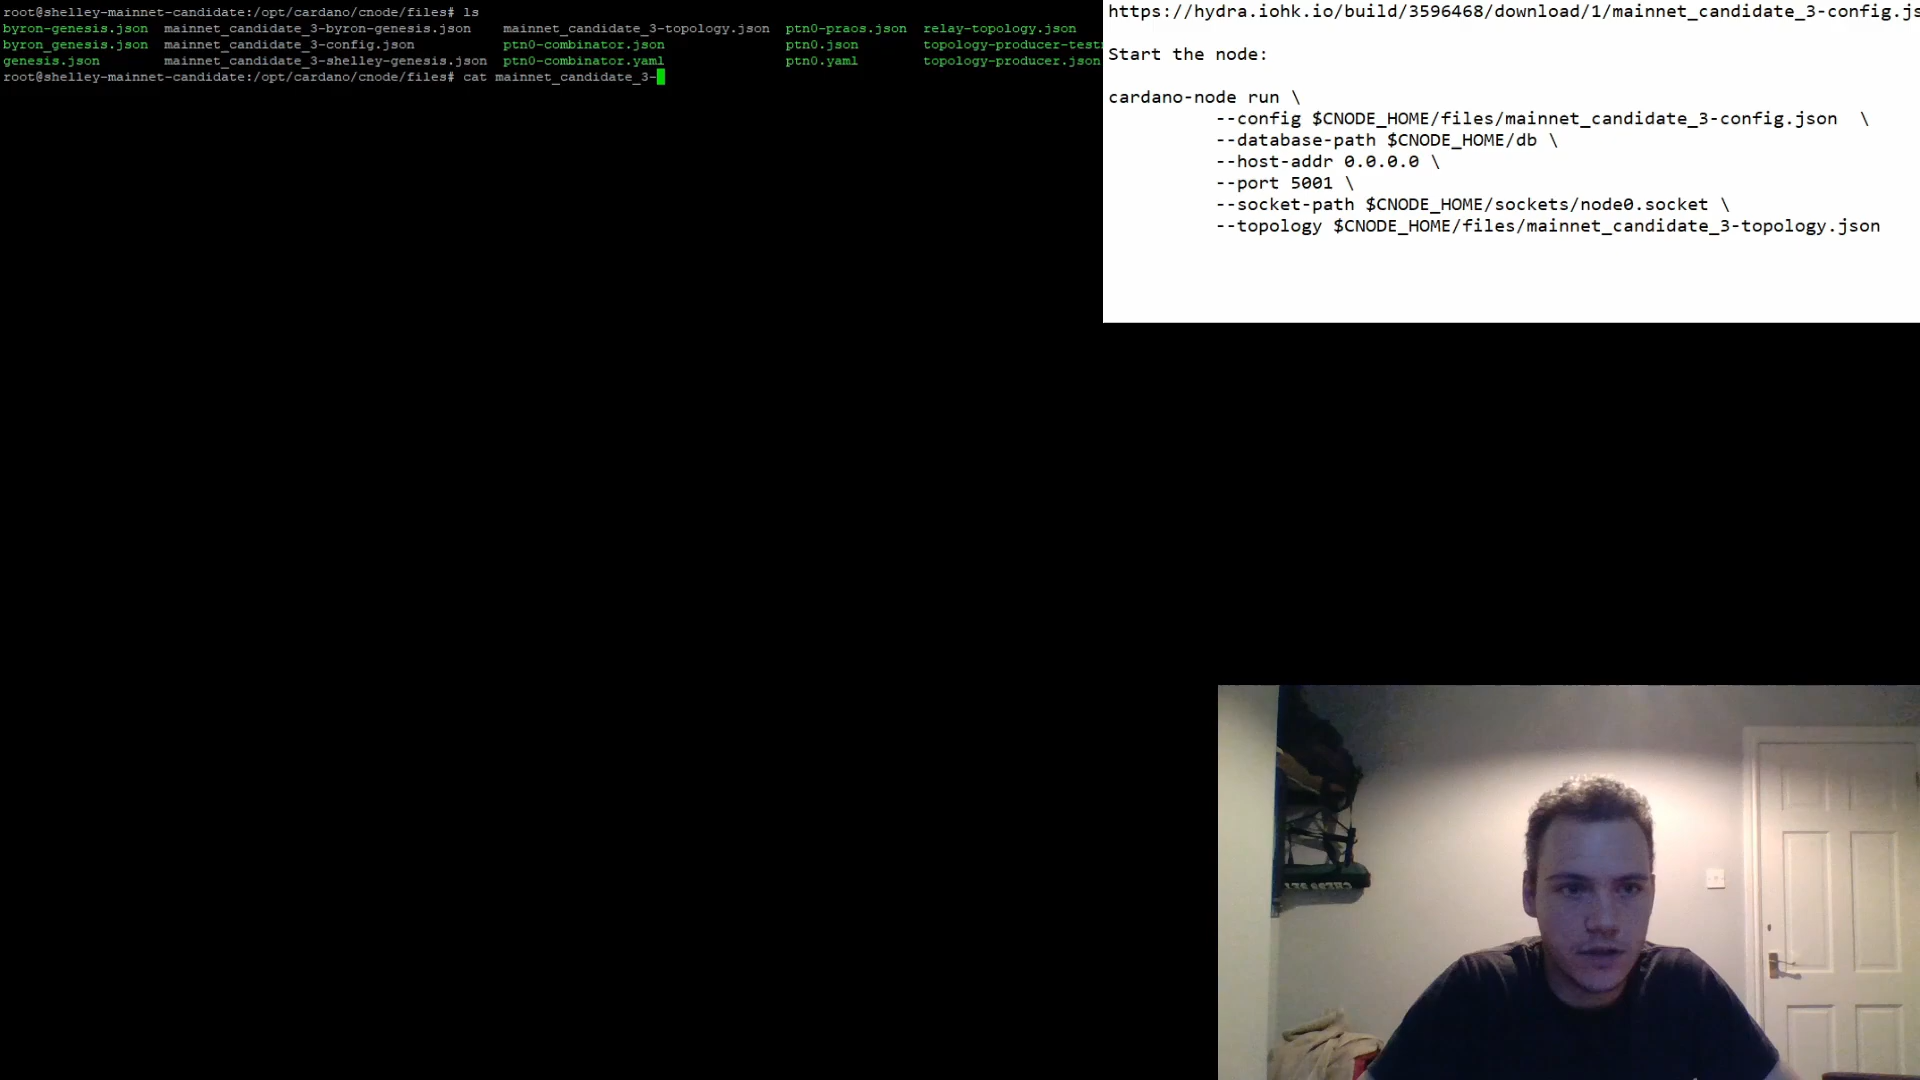 root@shelley-mainnet-candidate:/opt/cardano/cnode/files# ls
byron-genesis.json mainnet_candidate_3-byron-genesis.json mainnet_candidate_3-topology.json ptn0-praos.json relay-topology.json
byron_genesis.json mainnet_candidate_3-config.json ptn0-combinator.json ptn0.json topology-producer-test
genesis.json mainnet_candidate_3-shelley-genesis.json ptn0-combinator.yaml ptn0.yaml topology-producer.json
root@shelley-mainnet-candidate:/opt/cardano/cnode/files# cat mainnet_candidate_3-
https://hydra.iohk.io/build/3596468/download/1/mainnet_candidate_3-config.js
Start the node:
cardano-node run \
--config $CNODE_HOME/files/mainnet_candidate_3-config.json \
--database-path $CNODE_HOME/db \
--host-addr 0.0.0.0 \
--port 5001 \
--socket-path $CNODE_HOME/sockets/node0.socket \
--topology $CNODE_HOME/files/mainnet_candidate_3-topology.json